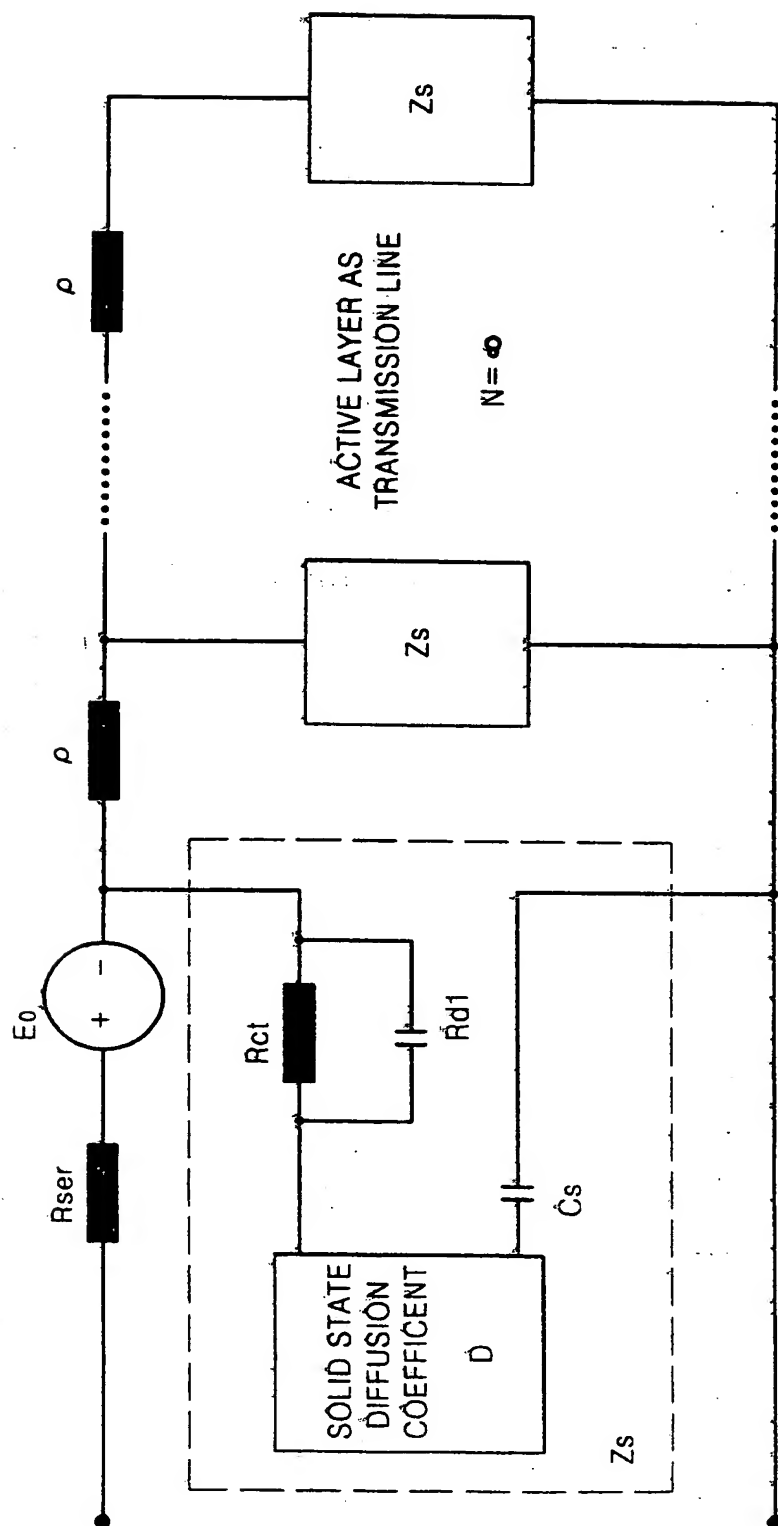 Rser
E0
+ -
ρ
ρ
Rct
Rd1
SOLID STATE
DIFFUSION
COEFFICENT
D
Cs
Zs
Zs
ACTIVE LAYER AS
TRANSMISSION LINE
N=∞
Zs